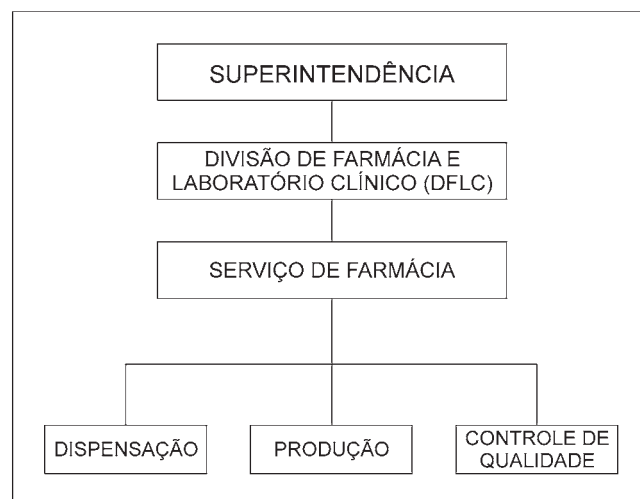 SUPERINTENDÊNCIA
DIVISÃO DE FARMÁCIA E
LABORATÓRIO CLÍNICO (DFLC)
SERVIÇO DE FARMÁCIA
DISPENSAÇÃO
PRODUÇÃO
CONTROLE DE
QUALIDADE